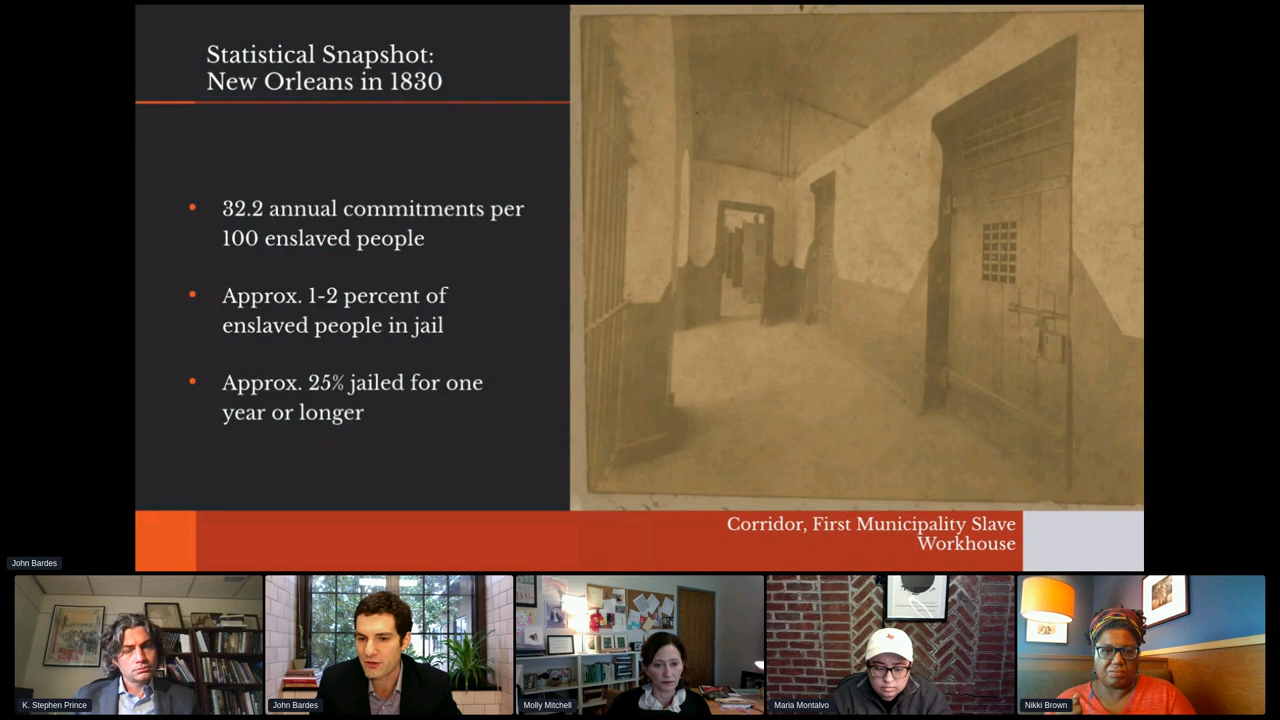 Statistical Snapshot:
New Orleans in 1830
• 32.2 annual commitments per
100 enslaved people
• Approx. 1-2 percent of
enslaved people in jail
• Approx. 25% jailed for one
year or longer
Corridor, First Municipality Slave
Workhouse
John Bardes
K. Stephen Prince
John Bardes
Molly Mitchell
Maria Montalvo
Nikki Brown